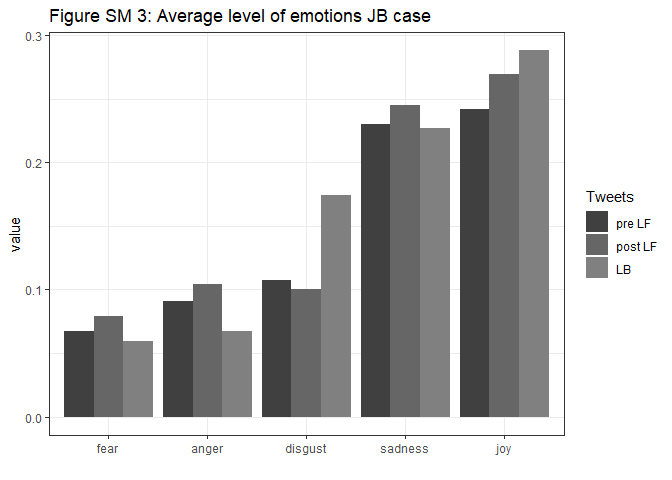 Figure SM 3: Average level of emotions JB case
0.3
0.2
0.1
0.0
value
fear
anger
disgust
sadness
joy
Tweets
pre LF
post LF
LB